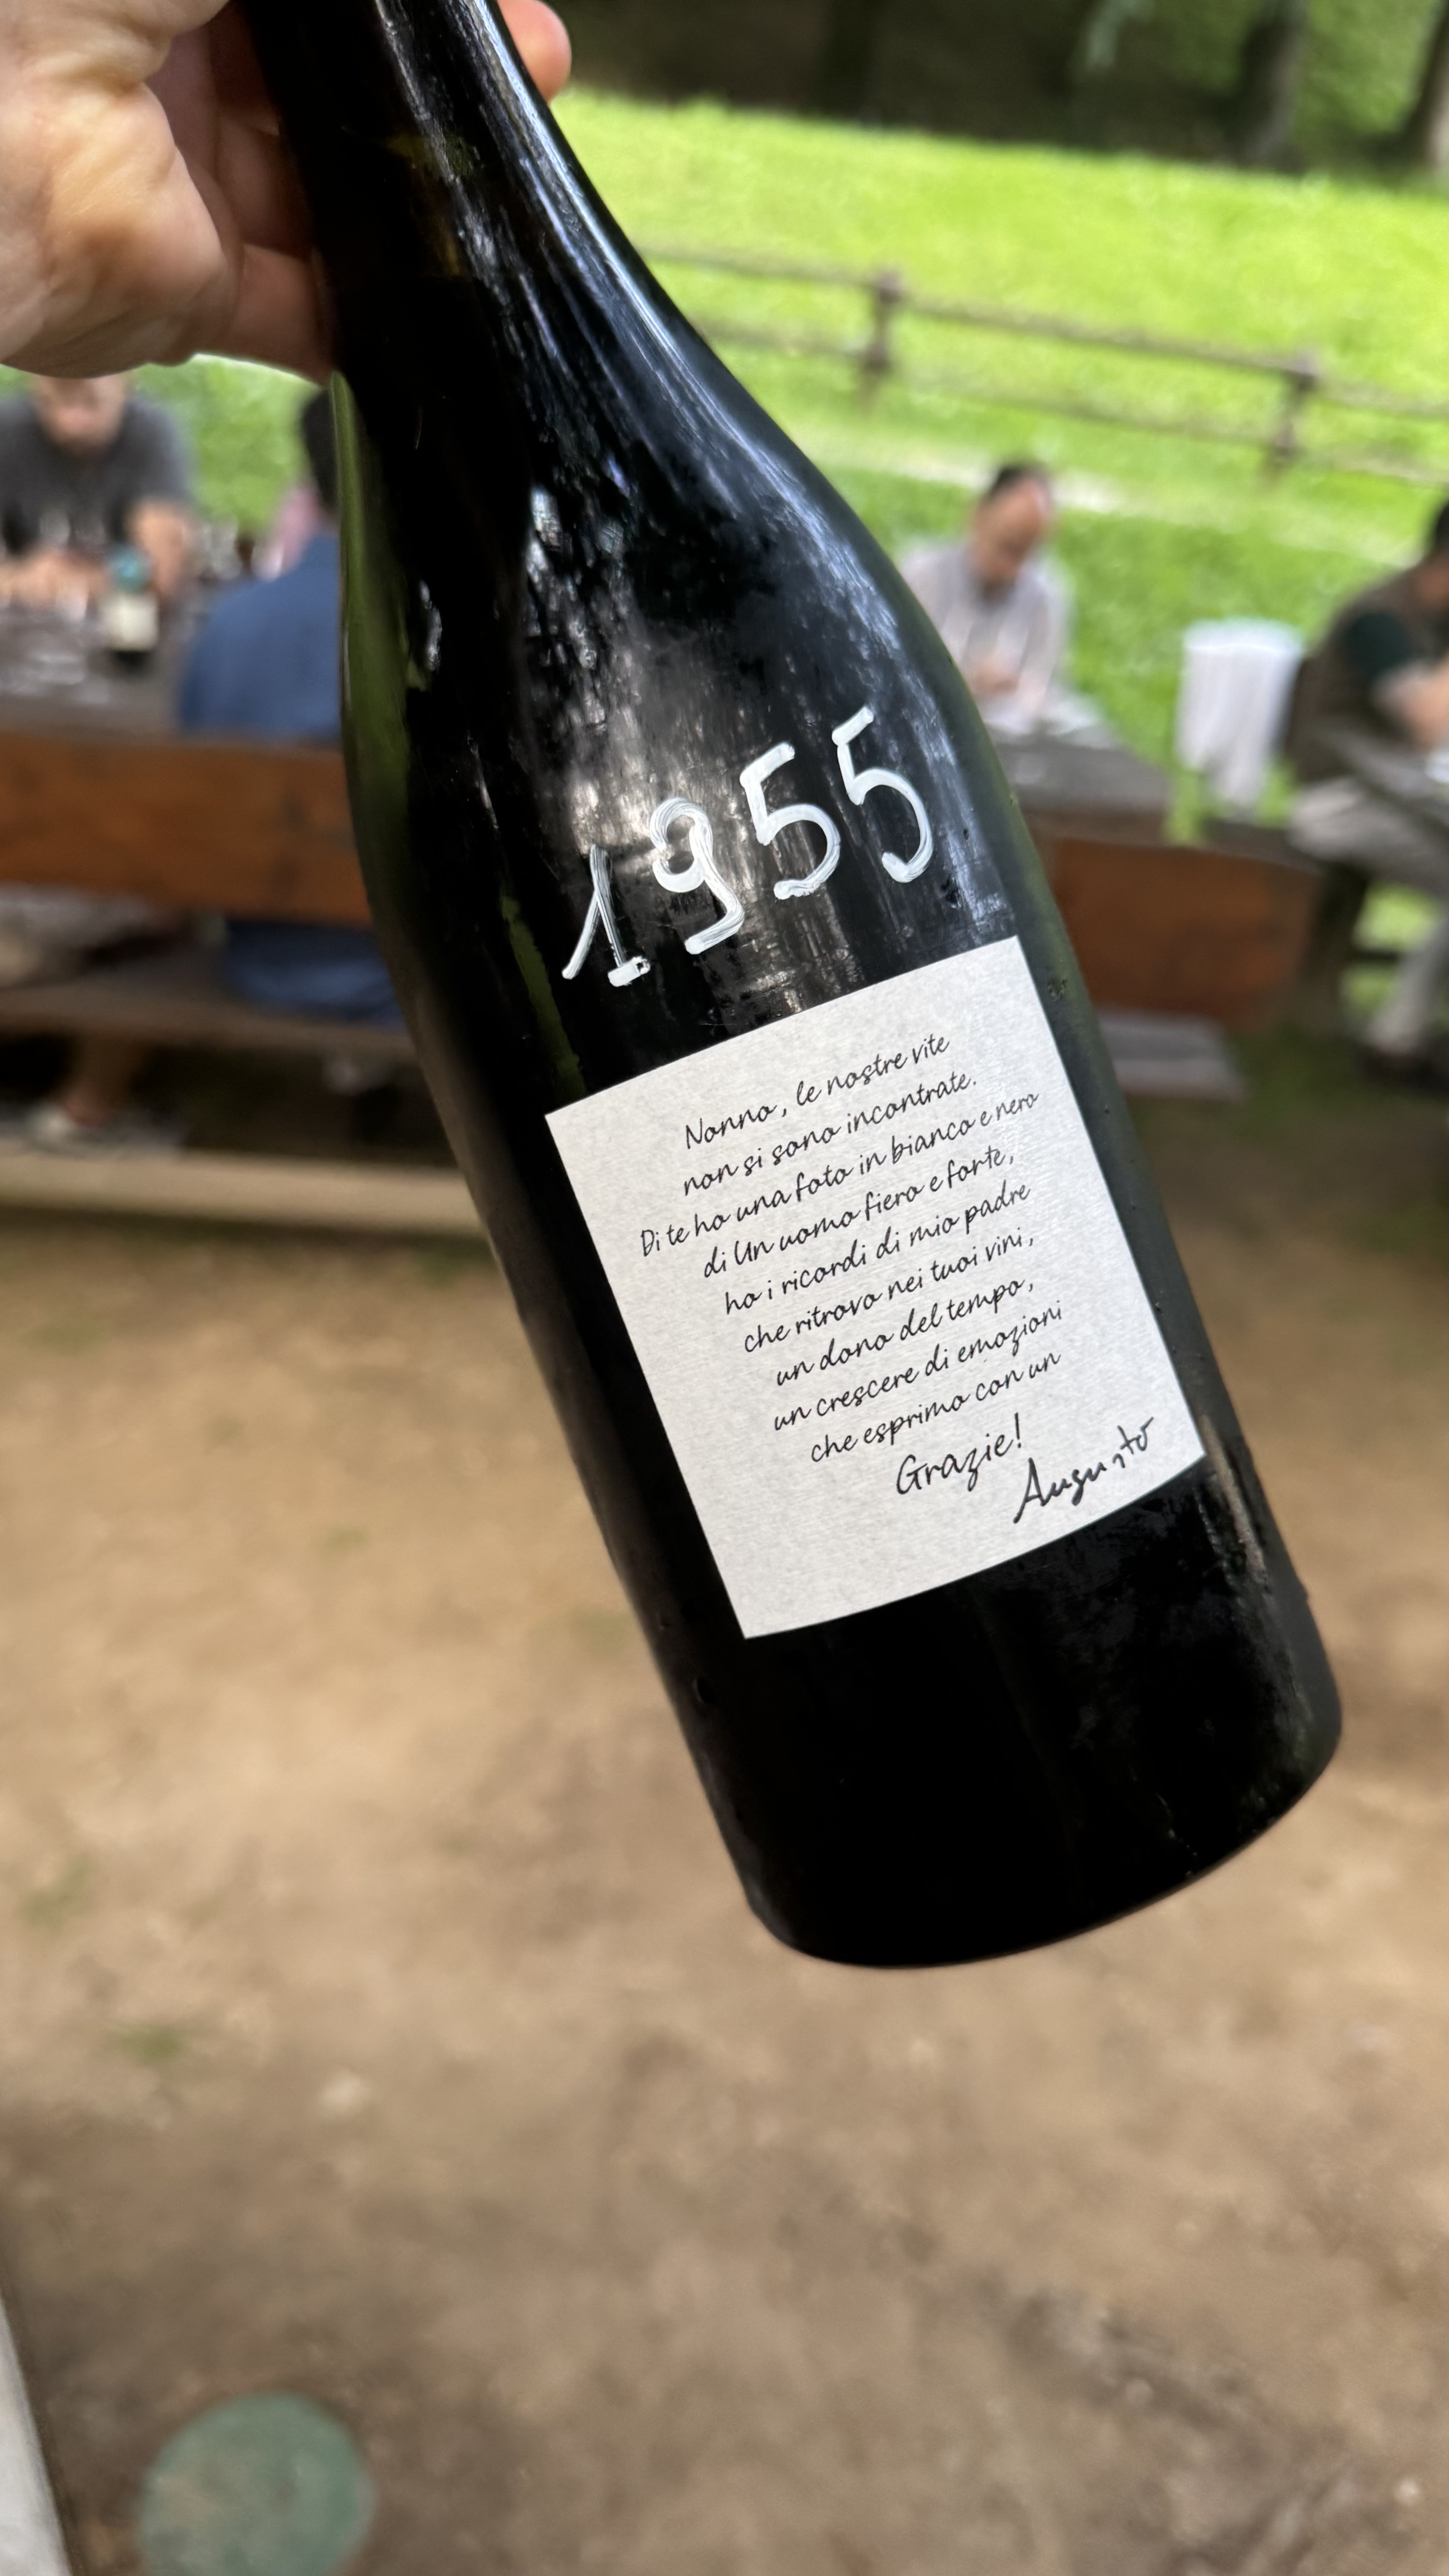 1955
Nonno, le nostre vite
non si sono incontrate.
Di te ho una foto in bianco e nero
di Un uomo fiero e forte,
ho i ricordi di mio padre
che ritrovo nei tuoi vini,
un dono del tempo,
un crescere di emozioni
che esprimo con un
Grazie!
Augusto